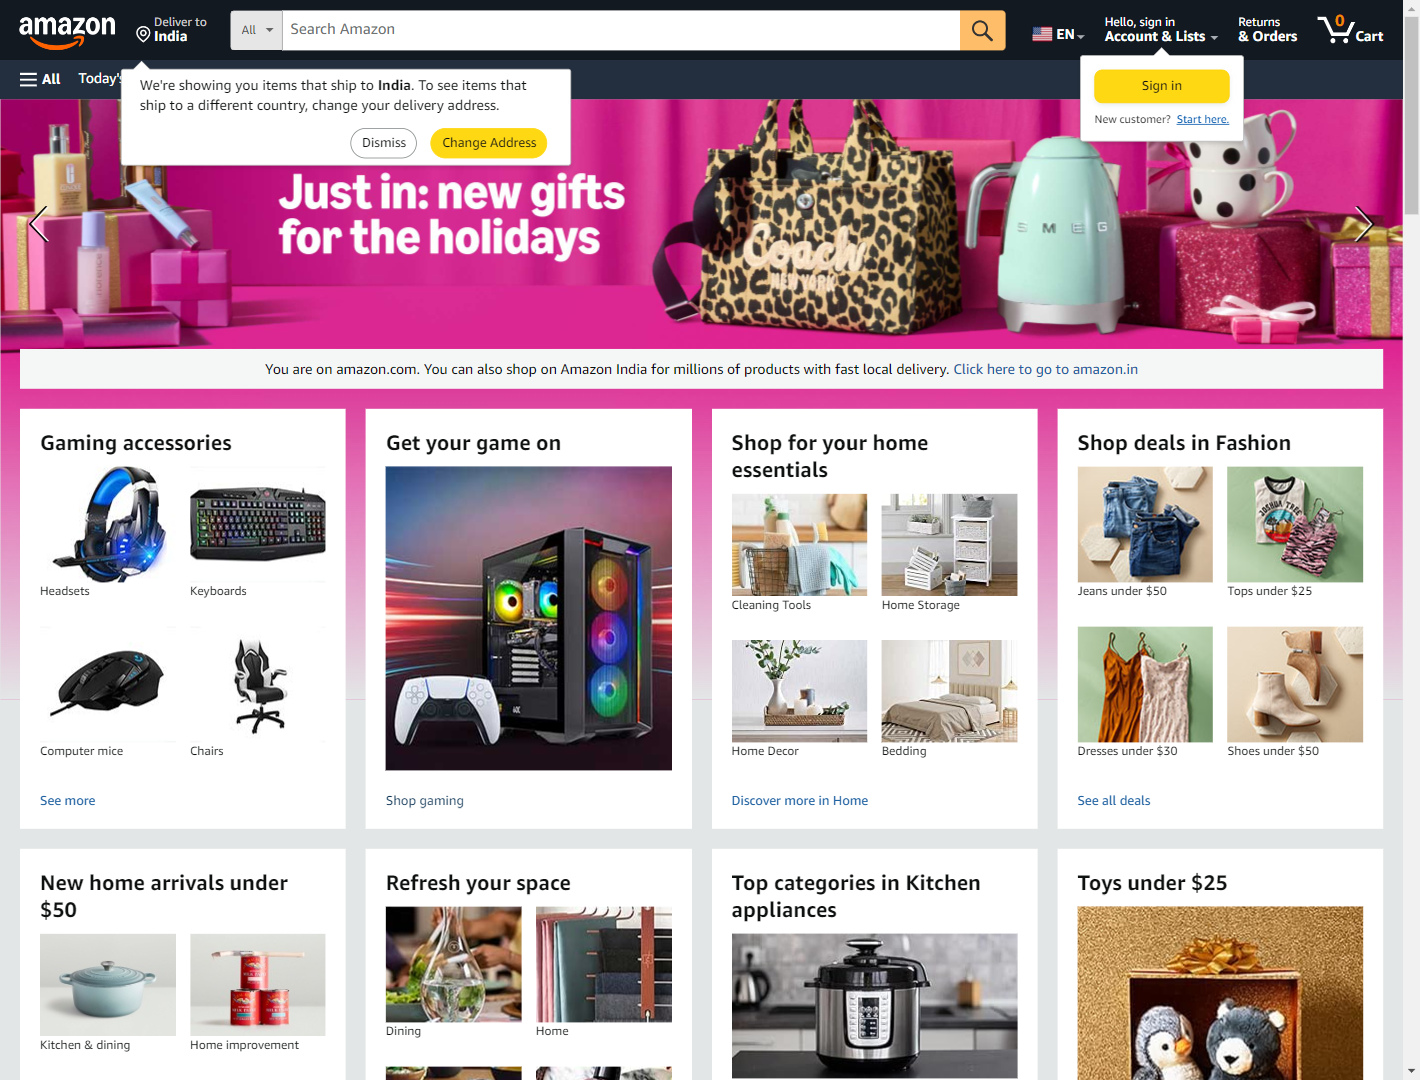 amazon
Deliver to
India
All
Search Amazon
EN
Hello, sign in
Account & Lists
Returns
& Orders
0
Cart
All
Today's
We're showing you items that ship to India. To see items that
ship to a different country, change your delivery address.
Dismiss
Change Address
Sign in
New customer? Start here.
Just in: new gifts
for the holidays
Coach
NEW YORK
SMEG
You are on amazon.com. You can also shop on Amazon India for millions of products with fast local delivery. Click here to go to amazon.in
Gaming accessories
Headsets
Keyboards
Computer mice
Chairs
See more
Get your game on
Shop gaming
Shop for your home
essentials
Cleaning Tools
Home Storage
Home Decor
Bedding
Discover more in Home
Shop deals in Fashion
JOSHUA TREE
Jeans under $50
Tops under $25
Dresses under $30
Shoes under $50
See all deals
New home arrivals under
$50
Kitchen & dining
Home improvement
Refresh your space
Dining
Home
Top categories in Kitchen
appliances
Toys under $25